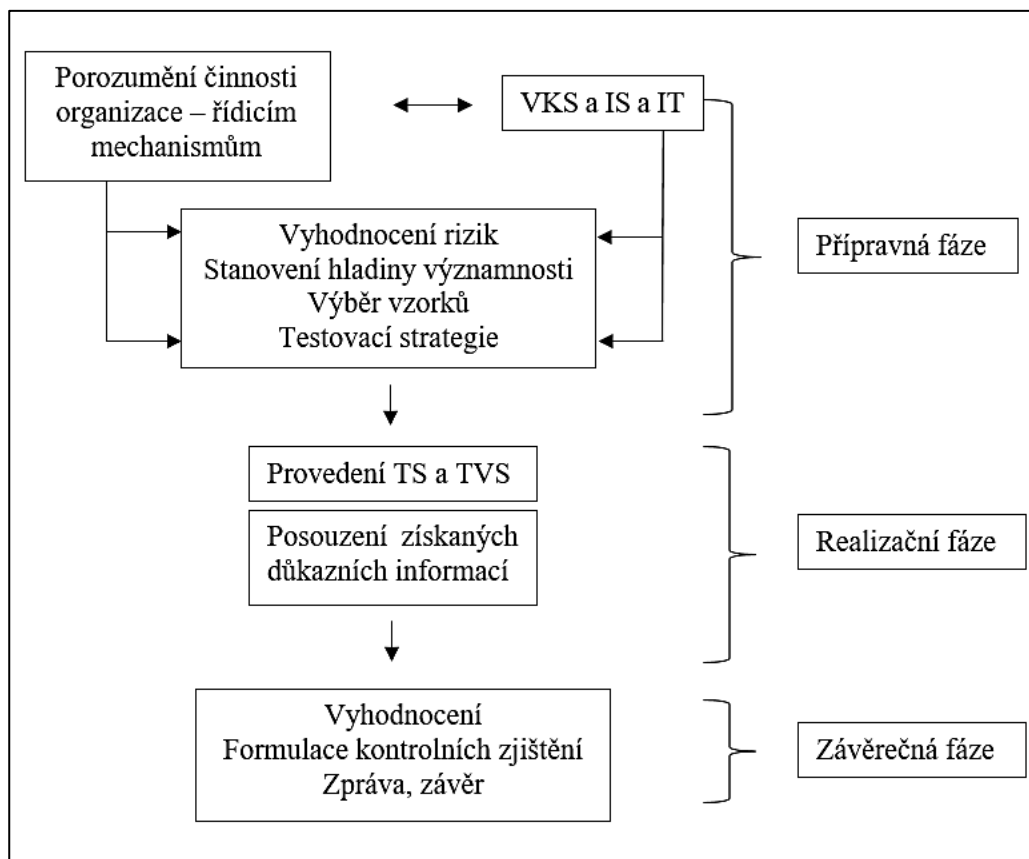 Porozumění činnosti
organizace – řídicím
mechanismům
VKS a IS a IT
Vyhodnocení rizik
Stanovení hladiny významnosti
Výběr vzorků
Testovací strategie
Přípravná fáze
Provedení TS a TVS
Posouzení získaných
důkazních informací
Realizační fáze
Vyhodnocení
Formulace kontrolních zjištění
Zpráva, závěr
Závěrečná fáze